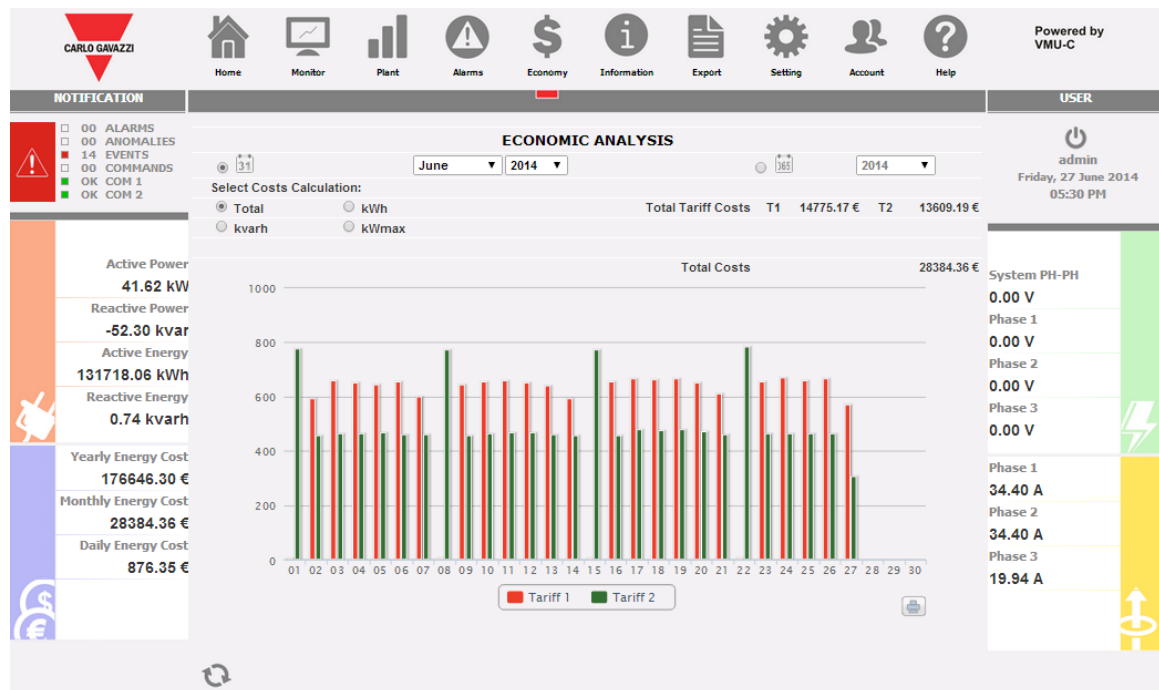 CARLO GAVAZZI
Home Monitor Plant Alarms Economy Information Export Setting Account Help
Powered by
VMU-C
NOTIFICATION
00 ALARMS
00 ANOMALIES
14 EVENTS
00 COMMANDS
OK COM 1
OK COM 2
Active Power
41.62 kW
Reactive Power
-52.30 kvar
Active Energy
131718.06 kWh
Reactive Energy
0.74 kvarh
Yearly Energy Cost
176646.30 €
Monthly Energy Cost
28384.36 €
Daily Energy Cost
876.35 €
ECONOMIC ANALYSIS
31 June 2014 365 2014
Select Costs Calculation:
Total kWh Total Tariff Costs T1 14775.17 € T2 13609.19 €
kvarh kWmax
Total Costs 28384.36 €
1000
800
600
400
200
0
01 02 03 04 05 06 07 08 09 10 11 12 13 14 15 16 17 18 19 20 21 22 23 24 25 26 27 28 29 30
Tariff 1 Tariff 2
USER
admin
Friday, 27 June 2014
05:30 PM
System PH-PH
0.00 V
Phase 1
0.00 V
Phase 2
0.00 V
Phase 3
0.00 V
Phase 1
34.40 A
Phase 2
34.40 A
Phase 3
19.94 A